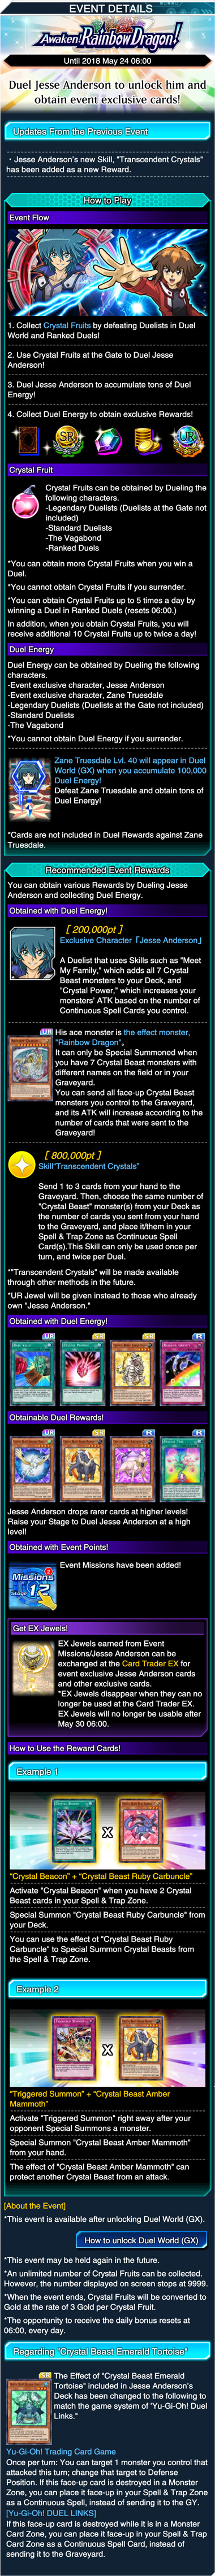 EVENT DETAILS
Awaken Rainbow Dragon!
Until 2018 May 24 06:00
Duel Jesse Anderson to unlock him and
obtain event exclusive cards!
Updates From the Previous Event
・Jesse Anderson's new Skill, "Transcendent Crystals"
has been added as a new Reward.
How to Play
Event Flow
1. Collect Crystal Fruits by defeating Duelists in Duel
World and Ranked Duels!
2. Use Crystal Fruits at the Gate to Duel Jesse
Anderson!
3. Duel Jesse Anderson to accumulate tons of Duel
Energy!
4. Collect Duel Energy to obtain exclusive Rewards!
SR
UR
Crystal Fruit
Crystal Fruits can be obtained by Dueling the
following characters.
-Legendary Duelists (Duelists at the Gate not
included)
-Standard Duelists
-The Vagabond
-Ranked Duels
*You can obtain more Crystal Fruits when you win a
Duel.
*You cannot obtain Crystal Fruits if you surrender.
*You can obtain Crystal Fruits up to 5 times a day by
winning a Duel in Ranked Duels (resets 06:00.)
In addition, when you obtain Crystal Fruits, you will
receive additional 10 Crystal Fruits up to twice a day!
Duel Energy
Duel Energy can be obtained by Dueling the following
characters.
-Event exclusive character, Jesse Anderson
-Event exclusive character, Zane Truesdale
-Legendary Duelists (Duelists at the Gate not included)
-Standard Duelists
-The Vagabond
*You cannot obtain Duel Energy if you surrender.
Zane Truesdale Lvl. 40 will appear in Duel
World (GX) when you accumulate 100,000
Duel Energy!
Defeat Zane Truesdale and obtain tons of
Duel Energy!
*Cards are not included in Duel Rewards against Zane
Truesdale.
Recommended Event Rewards
You can obtain various Rewards by Dueling Jesse
Anderson and collecting Duel Energy.
Obtained with Duel Energy!
[ 200,000pt ]
Exclusive Character「Jesse Anderson」
A Duelist that uses Skills such as "Meet
My Family," which adds all 7 Crystal
Beast monsters to your Deck, and
"Crystal Power," which increases your
monsters' ATK based on the number of
Continuous Spell Cards you control.
UR
His ace monster is the effect monster,
"Rainbow Dragon"。
It can only be Special Summoned when
you have 7 Crystal Beast monsters with
different names on the field or in your
Graveyard.
You can send all face-up Crystal Beast
monsters you control to the Graveyard,
and its ATK will increase according to the
number of cards that were sent to the
Graveyard!
[ 800,000pt ]
Skill"Transcendent Crystals"
Send 1 to 3 cards from your hand to the
Graveyard. Then, choose the same number of
"Crystal Beast" monster(s) from your Deck as
the number of cards you sent from your hand
to the Graveyard, and place it/them in your
Spell & Trap Zone as Continuous Spell
Card(s).This Skill can only be used once per
turn, and twice per Duel.
*"Transcendent Crystals" will be made available
through other methods in the future.
*UR Jewel will be given instead to those who already
own "Jesse Anderson."
Obtained with Duel Energy!
UR
SR
SR
R
Obtainable Duel Rewards!
UR
SR
R
R
Jesse Anderson drops rarer cards at higher levels!
Raise your Stage to Duel Jesse Anderson at a high
level!
Obtained with Event Points!
Missions
Stage 12
Event Missions have been added!
Get EX Jewels!
EX Jewels earned from Event
Missions/Jesse Anderson can be
exchanged at the Card Trader EX for
event exclusive Jesse Anderson cards
and other exclusive cards.
*EX Jewels disappear when they can no
longer be used at the Card Trader EX.
EX Jewels will no longer be usable after
May 30 06:00.
How to Use the Reward Cards!
Example 1
X
"Crystal Beacon" + "Crystal Beast Ruby Carbuncle"
Activate "Crystal Beacon" when you have 2 Crystal
Beast cards in your Spell & Trap Zone.
Special Summon "Crystal Beast Ruby Carbuncle" from
your Deck.
You can use the effect ot "Crystal Beast Ruby
Carbuncle" to Special Summon Crystal Beasts from
the Spell & Trap Zone.
Example 2
X
"Triggered Summon" + "Crystal Beast Amber
Mammoth"
Activate "Triggered Summon" right away after your
opponent Special Summons a monster.
Special Summon "Crystal Beast Amber Mammoth"
from your hand.
The effect of "Crystal Beast Amber Mammoth" can
protect another Crystal Beast from an attack.
[About the Event]
*This event is available after unlocking Duel World (GX).
How to unlock Duel World (GX)
*This event may be held again in the future.
*An unlimited number of Crystal Fruits can be collected.
However, the number displayed on screen stops at 9999.
*When the event ends, Crystal Fruits will be converted to
Gold at the rate of 3 Gold per Crystal Fruit.
*The opportunity to receive the daily bonus resets at
06:00, every day.
Regarding "Crystal Beast Emerald Tortoise"
SR
The Effect of "Crystal Beast Emerald
Tortoise" included in Jesse Anderson's
Deck has been changed to the following to
match the game system of 'Yu-Gi-Oh! Duel
Links."
Yu-Gi-Oh! Trading Card Game
Once per turn: You can target 1 monster you control that
attacked this turn; change that target to Defense
Position. If this face-up card is destroyed in a Monster
Zone, you can place it face-up in your Spell & Trap Zone
as a Continuous Spell, instead of sending it to the GY.
[Yu-Gi-Oh! DUEL LINKS]
If this face-up card is destroyed while it is in a Monster
Card Zone, you can place it face-up in your Spell & Trap
Card Zone as a Continuous Spell Card, instead of
sending it to the Graveyard.